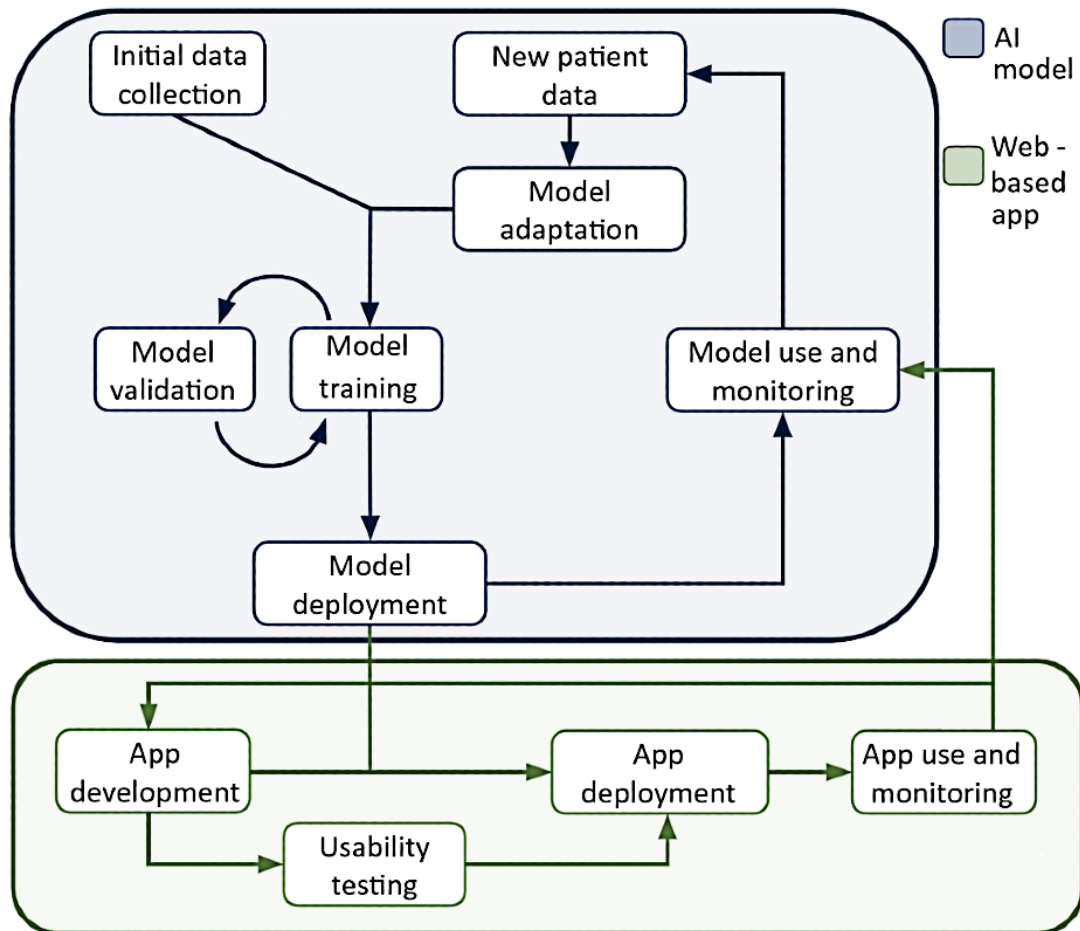 Initial data
collection
New patient
data
AI
model
Web -
based
app
Model
adaptation
Model
validation
Model
training
Model use and
monitoring
Model
deployment
App
development
App
deployment
App use and
monitoring
Usability
testing